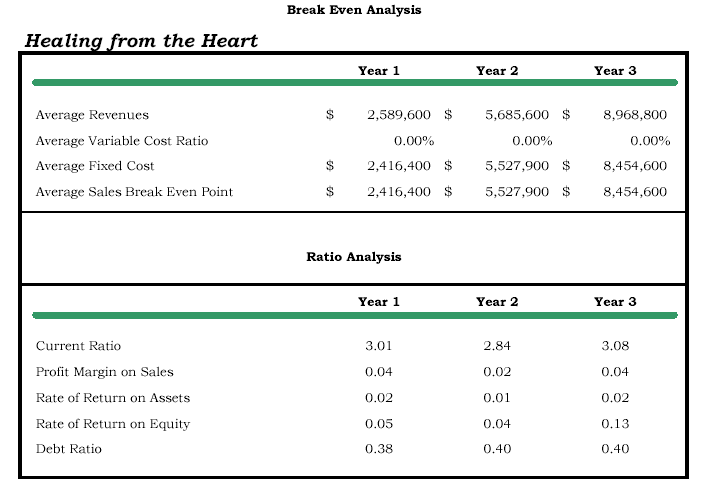 Break Even Analysis
Healing from the Heart
Year 1 Year 2 Year 3
Average Revenues $ 2,589,600 $ 5,685,600 $ 8,968,800
Average Variable Cost Ratio 0.00% 0.00% 0.00%
Average Fixed Cost $ 2,416,400 $ 5,527,900 $ 8,454,600
Average Sales Break Even Point $ 2,416,400 $ 5,527,900 $ 8,454,600
Ratio Analysis
Year 1 Year 2 Year 3
Current Ratio 3.01 2.84 3.08
Profit Margin on Sales 0.04 0.02 0.04
Rate of Return on Assets 0.02 0.01 0.02
Rate of Return on Equity 0.05 0.04 0.13
Debt Ratio 0.38 0.40 0.40